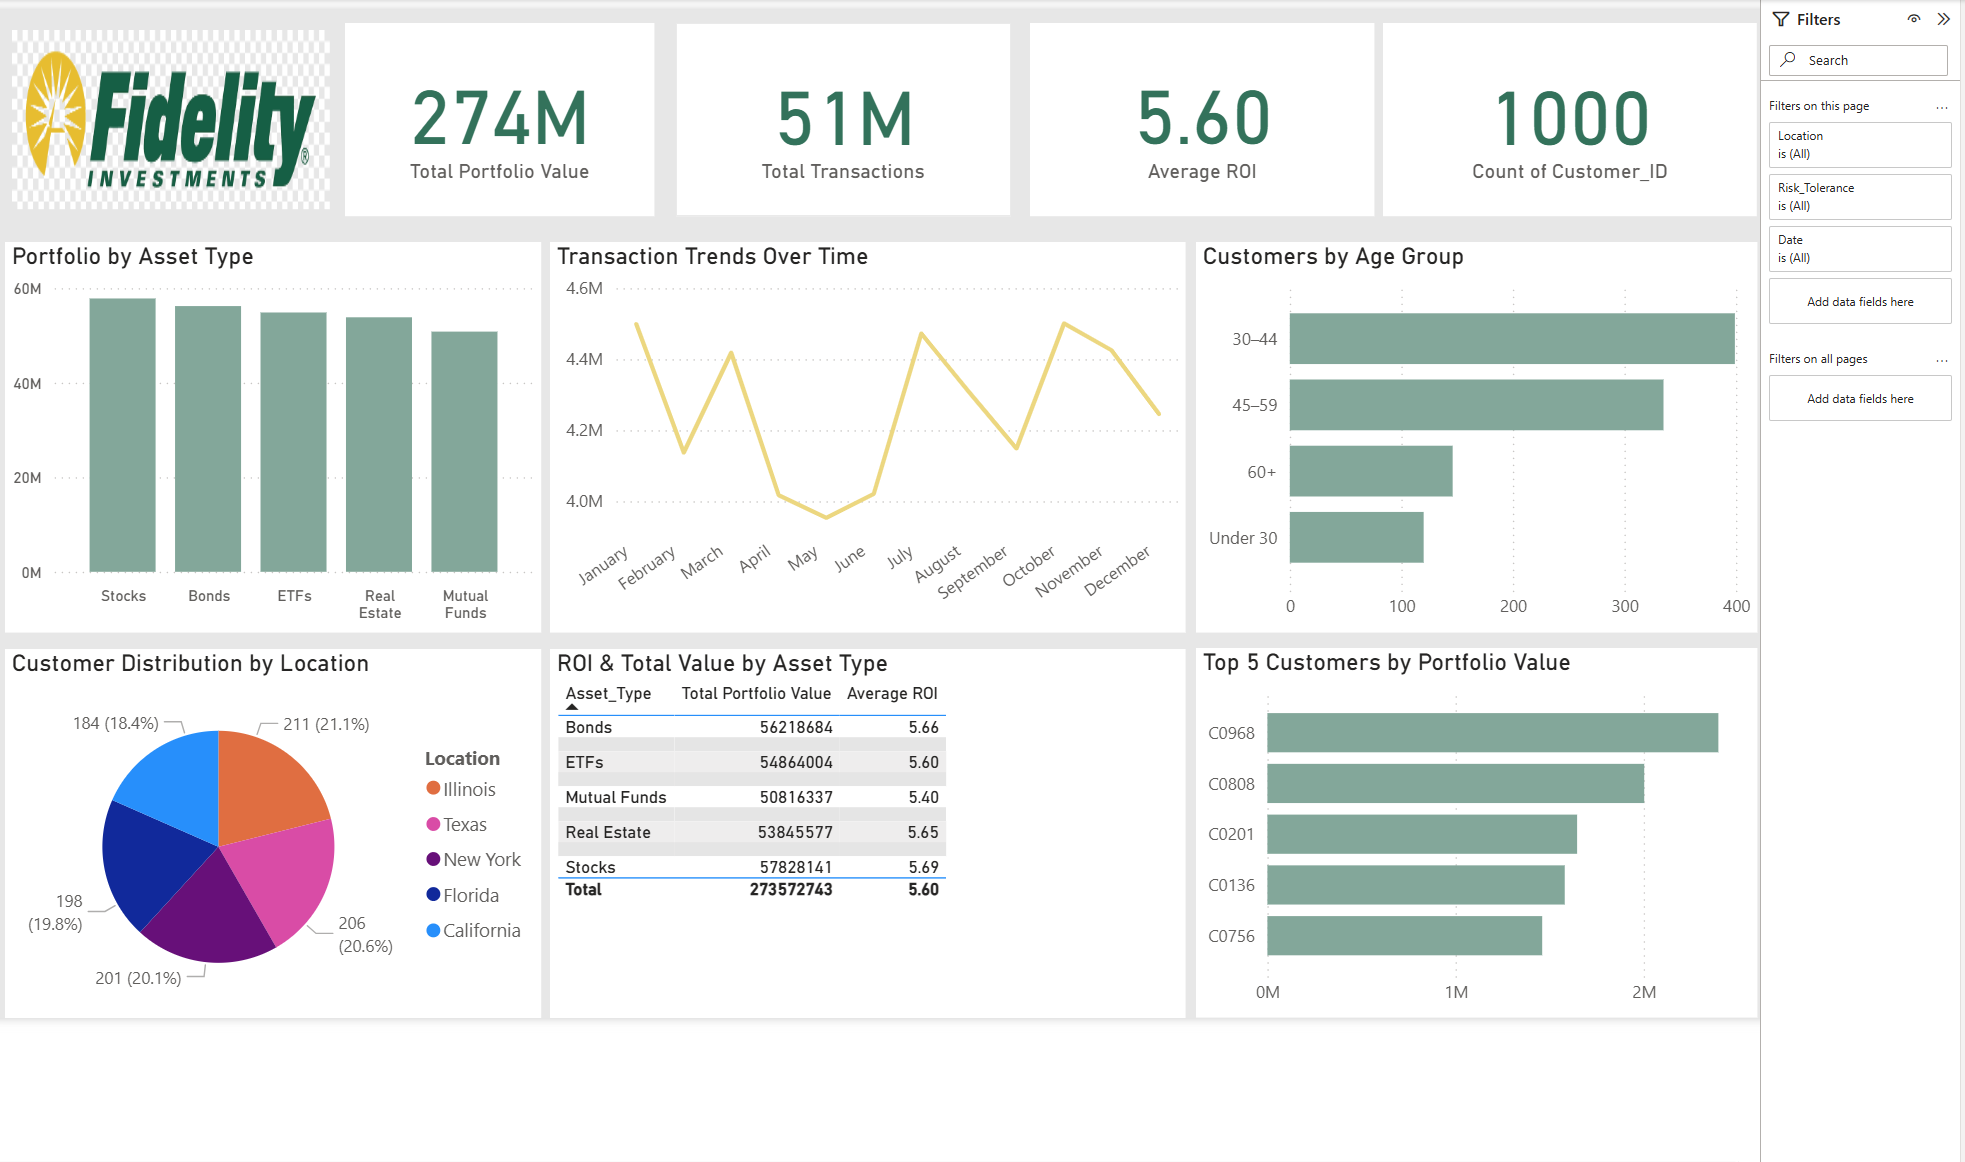 Fidelity®
INVESTMENTS
274M
Total Portfolio Value
51M
Total Transactions
5.60
Average ROI
1000
Count of Customer_ID
Portfolio by Asset Type
60M
40M
20M
0M
Stocks
Bonds
ETFs
Real
Estate
Mutual
Funds
Transaction Trends Over Time
4.6M
4.4M
4.2M
4.0M
January
February
March
April
May
June
July
August
September
October
November
December
Customers by Age Group
30–44
45–59
60+
Under 30
0 100 200 300 400
Customer Distribution by Location
184 (18.4%)
211 (21.1%)
198
(19.8%)
206
(20.6%)
201 (20.1%)
Location
Illinois
Texas
New York
Florida
California
ROI & Total Value by Asset Type
Asset_Type Total Portfolio Value Average ROI
Bonds 56218684 5.66
ETFs 54864004 5.60
Mutual Funds 50816337 5.40
Real Estate 53845577 5.65
Stocks 57828141 5.69
Total 273572743 5.60
Top 5 Customers by Portfolio Value
C0968
C0808
C0201
C0136
C0756
0M 1M 2M
Filters
Search
Filters on this page ...
Location
is (All)
Risk_Tolerance
is (All)
Date
is (All)
Add data fields here
Filters on all pages ...
Add data fields here